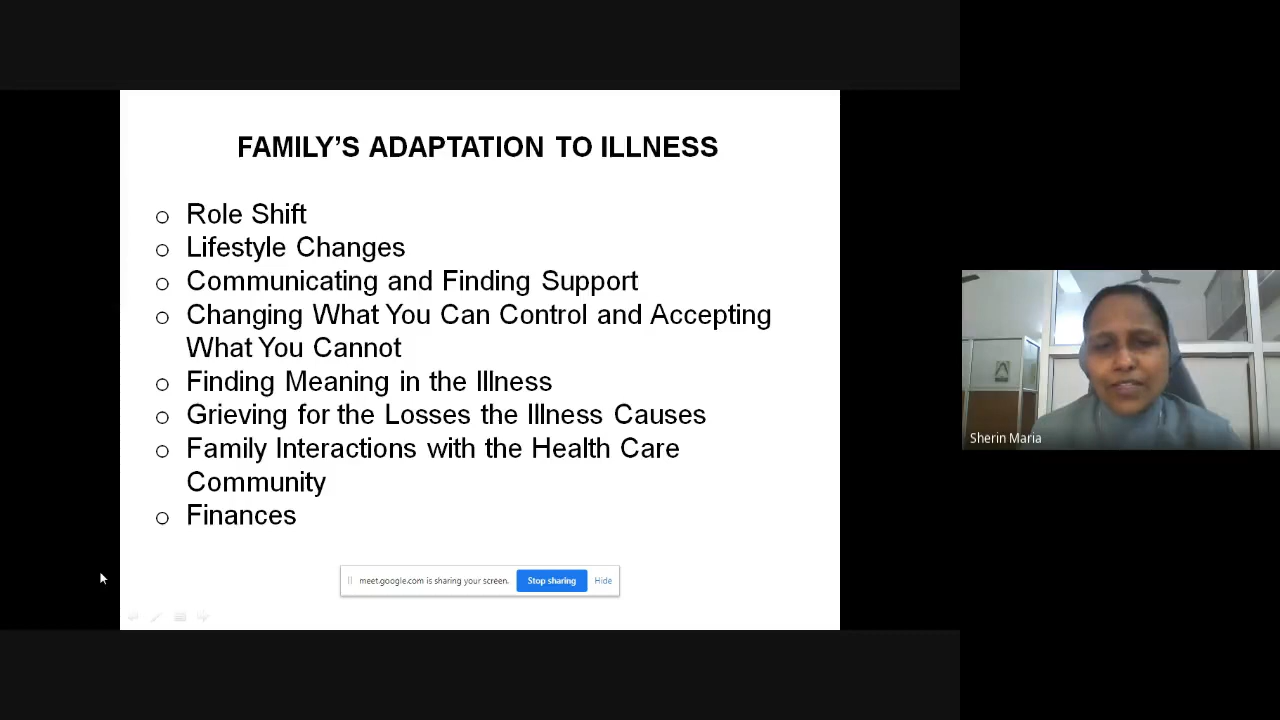 FAMILY’S ADAPTATION TO ILLNESS
Role Shift
Lifestyle Changes
Communicating and Finding Support
Changing What You Can Control and Accepting
What You Cannot
Finding Meaning in the Illness
Grieving for the Losses the Illness Causes
Family Interactions with the Health Care
Community
Finances
meet.google.com is sharing your screen. Stop sharing Hide
Sherin Maria